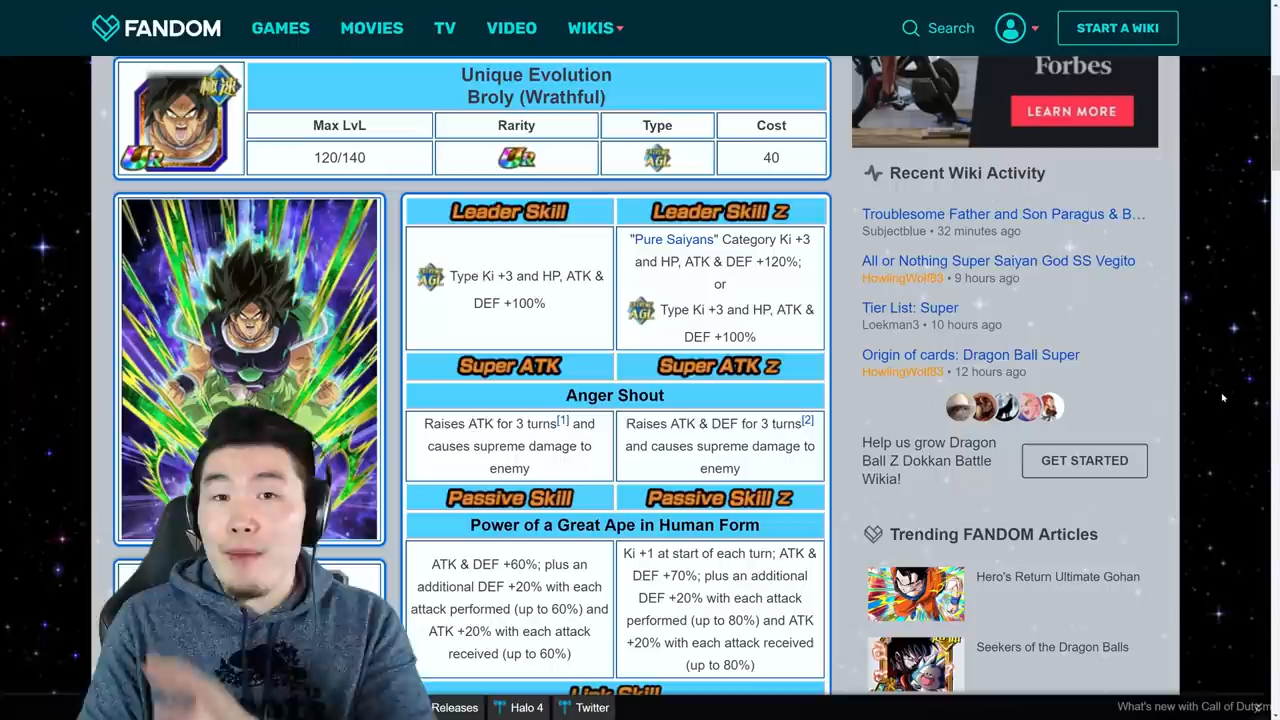 FANDOM
GAMES
MOVIES
TV
VIDEO
WIKIS
Search
START A WIKI
Unique Evolution
Broly (Wrathful)
Max LvL
Rarity
Type
Cost
120/140
UR
AGL
40
Leader Skill
Leader Skill Z
Type Ki +3 and HP, ATK &
DEF +100%
"Pure Saiyans" Category Ki +3
and HP, ATK & DEF +120%;
or
Type Ki +3 and HP, ATK &
DEF +100%
Super ATK
Super ATK Z
Anger Shout
Raises ATK for 3 turns[1] and
causes supreme damage to
enemy
Raises ATK & DEF for 3 turns[2]
and causes supreme damage to
enemy
Passive Skill
Passive Skill Z
Power of a Great Ape in Human Form
ATK & DEF +60%; plus an
additional DEF +20% with each
attack performed (up to 60%) and
ATK +20% with each attack
received (up to 60%)
Ki +1 at start of each turn; ATK &
DEF +70%; plus an additional
DEF +20% with each attack
performed (up to 80%) and ATK
+20% with each attack received
(up to 80%)
Link Skill
Forbes
LEARN MORE
Recent Wiki Activity
Troublesome Father and Son Paragus & B…
Subjectblue • 32 minutes ago
All or Nothing Super Saiyan God SS Vegito
HowlingWolf83 • 9 hours ago
Tier List: Super
Loekman3 • 10 hours ago
Origin of cards: Dragon Ball Super
HowlingWolf83 • 12 hours ago
Help us grow Dragon
Ball Z Dokkan Battle
Wikia!
GET STARTED
Trending FANDOM Articles
Hero's Return Ultimate Gohan
Seekers of the Dragon Balls
Releases
Halo 4
Twitter
What's new with Call of Duty